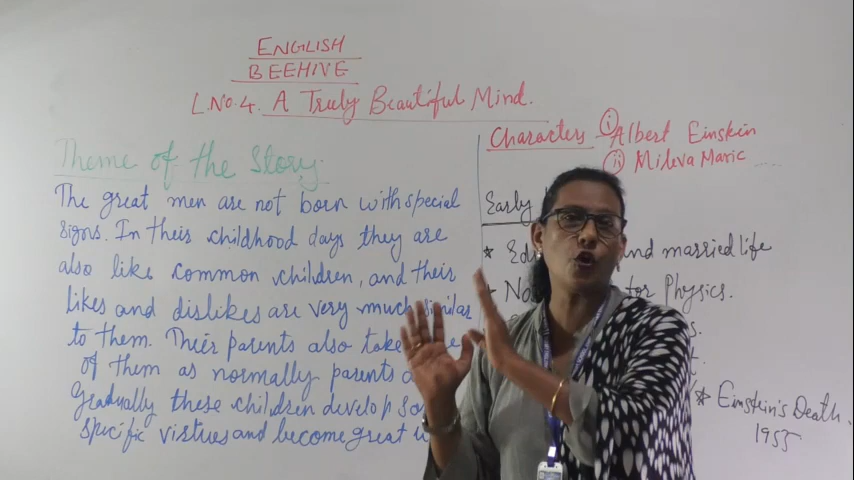 ENGLISH
BEEHIVE
L.No.4. A Truly Beautiful Mind.
Theme of the Story.
The great men are not born with special
signs. In their childhood days they are
also like common children, and their
likes and dislikes are very much similar
to them. Their parents also take
of them as normally parents
Gradually these children develop
specific virtues and become great
Characters (i) Albert Einskin
(ii) Mileva Maric ....
Early
* and married life
for Physics.
* Einstein's Death.
1955